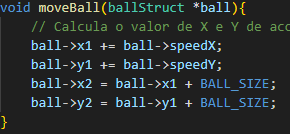 void moveBall(ballStruct *ball){
// Calcula o valor de X e Y de
ball->x1 += ball->speedX;
ball->y1 += ball->speedY;
ball->x2 = ball->x1 + BALL_SIZE;
ball->y2 = ball->y1 + BALL_SIZE;
}